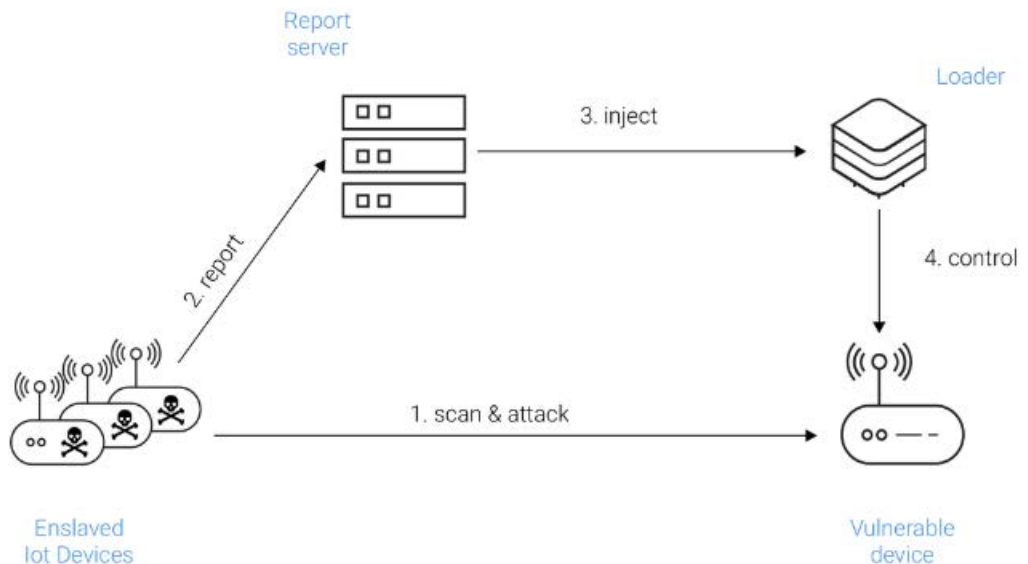 Report
server
Loader
3. inject
2. report
4. control
1. scan & attack
Enslaved
Iot Devices
Vulnerable
device